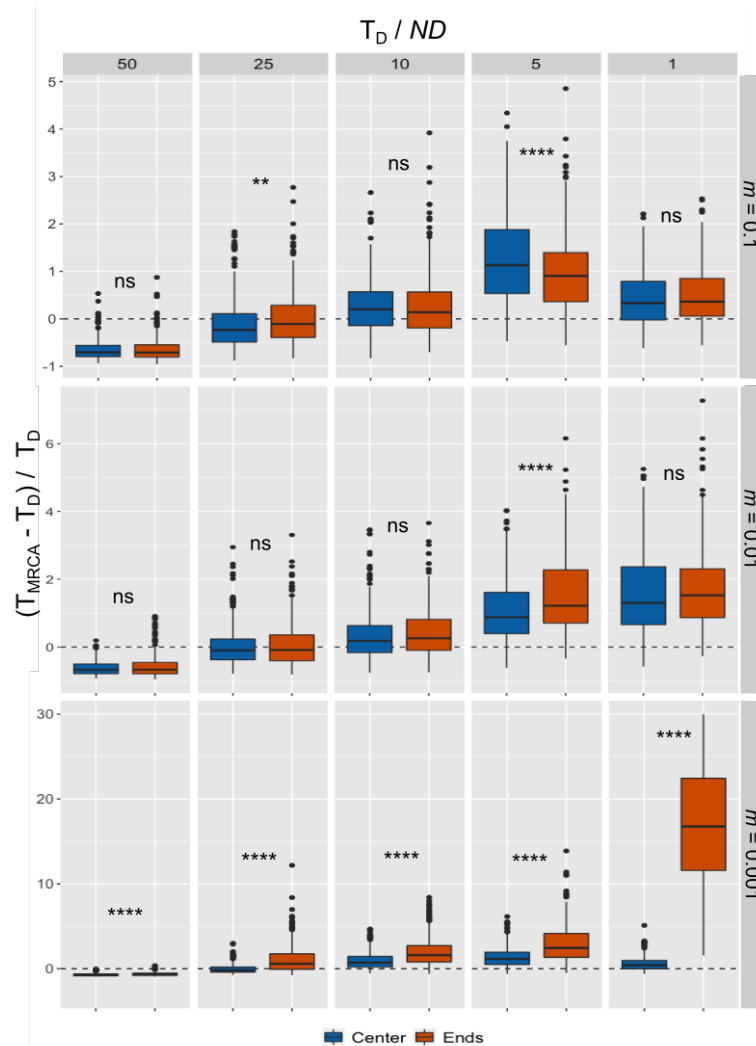 T_D / ND
50 25 10 5 1
(T_MRCA - T_D) / T_D
5
4
3
2
1
0
-1
ns ** ns **** ns
m = 0.1
6
4
2
0
ns ns ns **** ns
m = 0.01
30
20
10
0
**** **** **** **** ****
m = 0.001
Center Ends